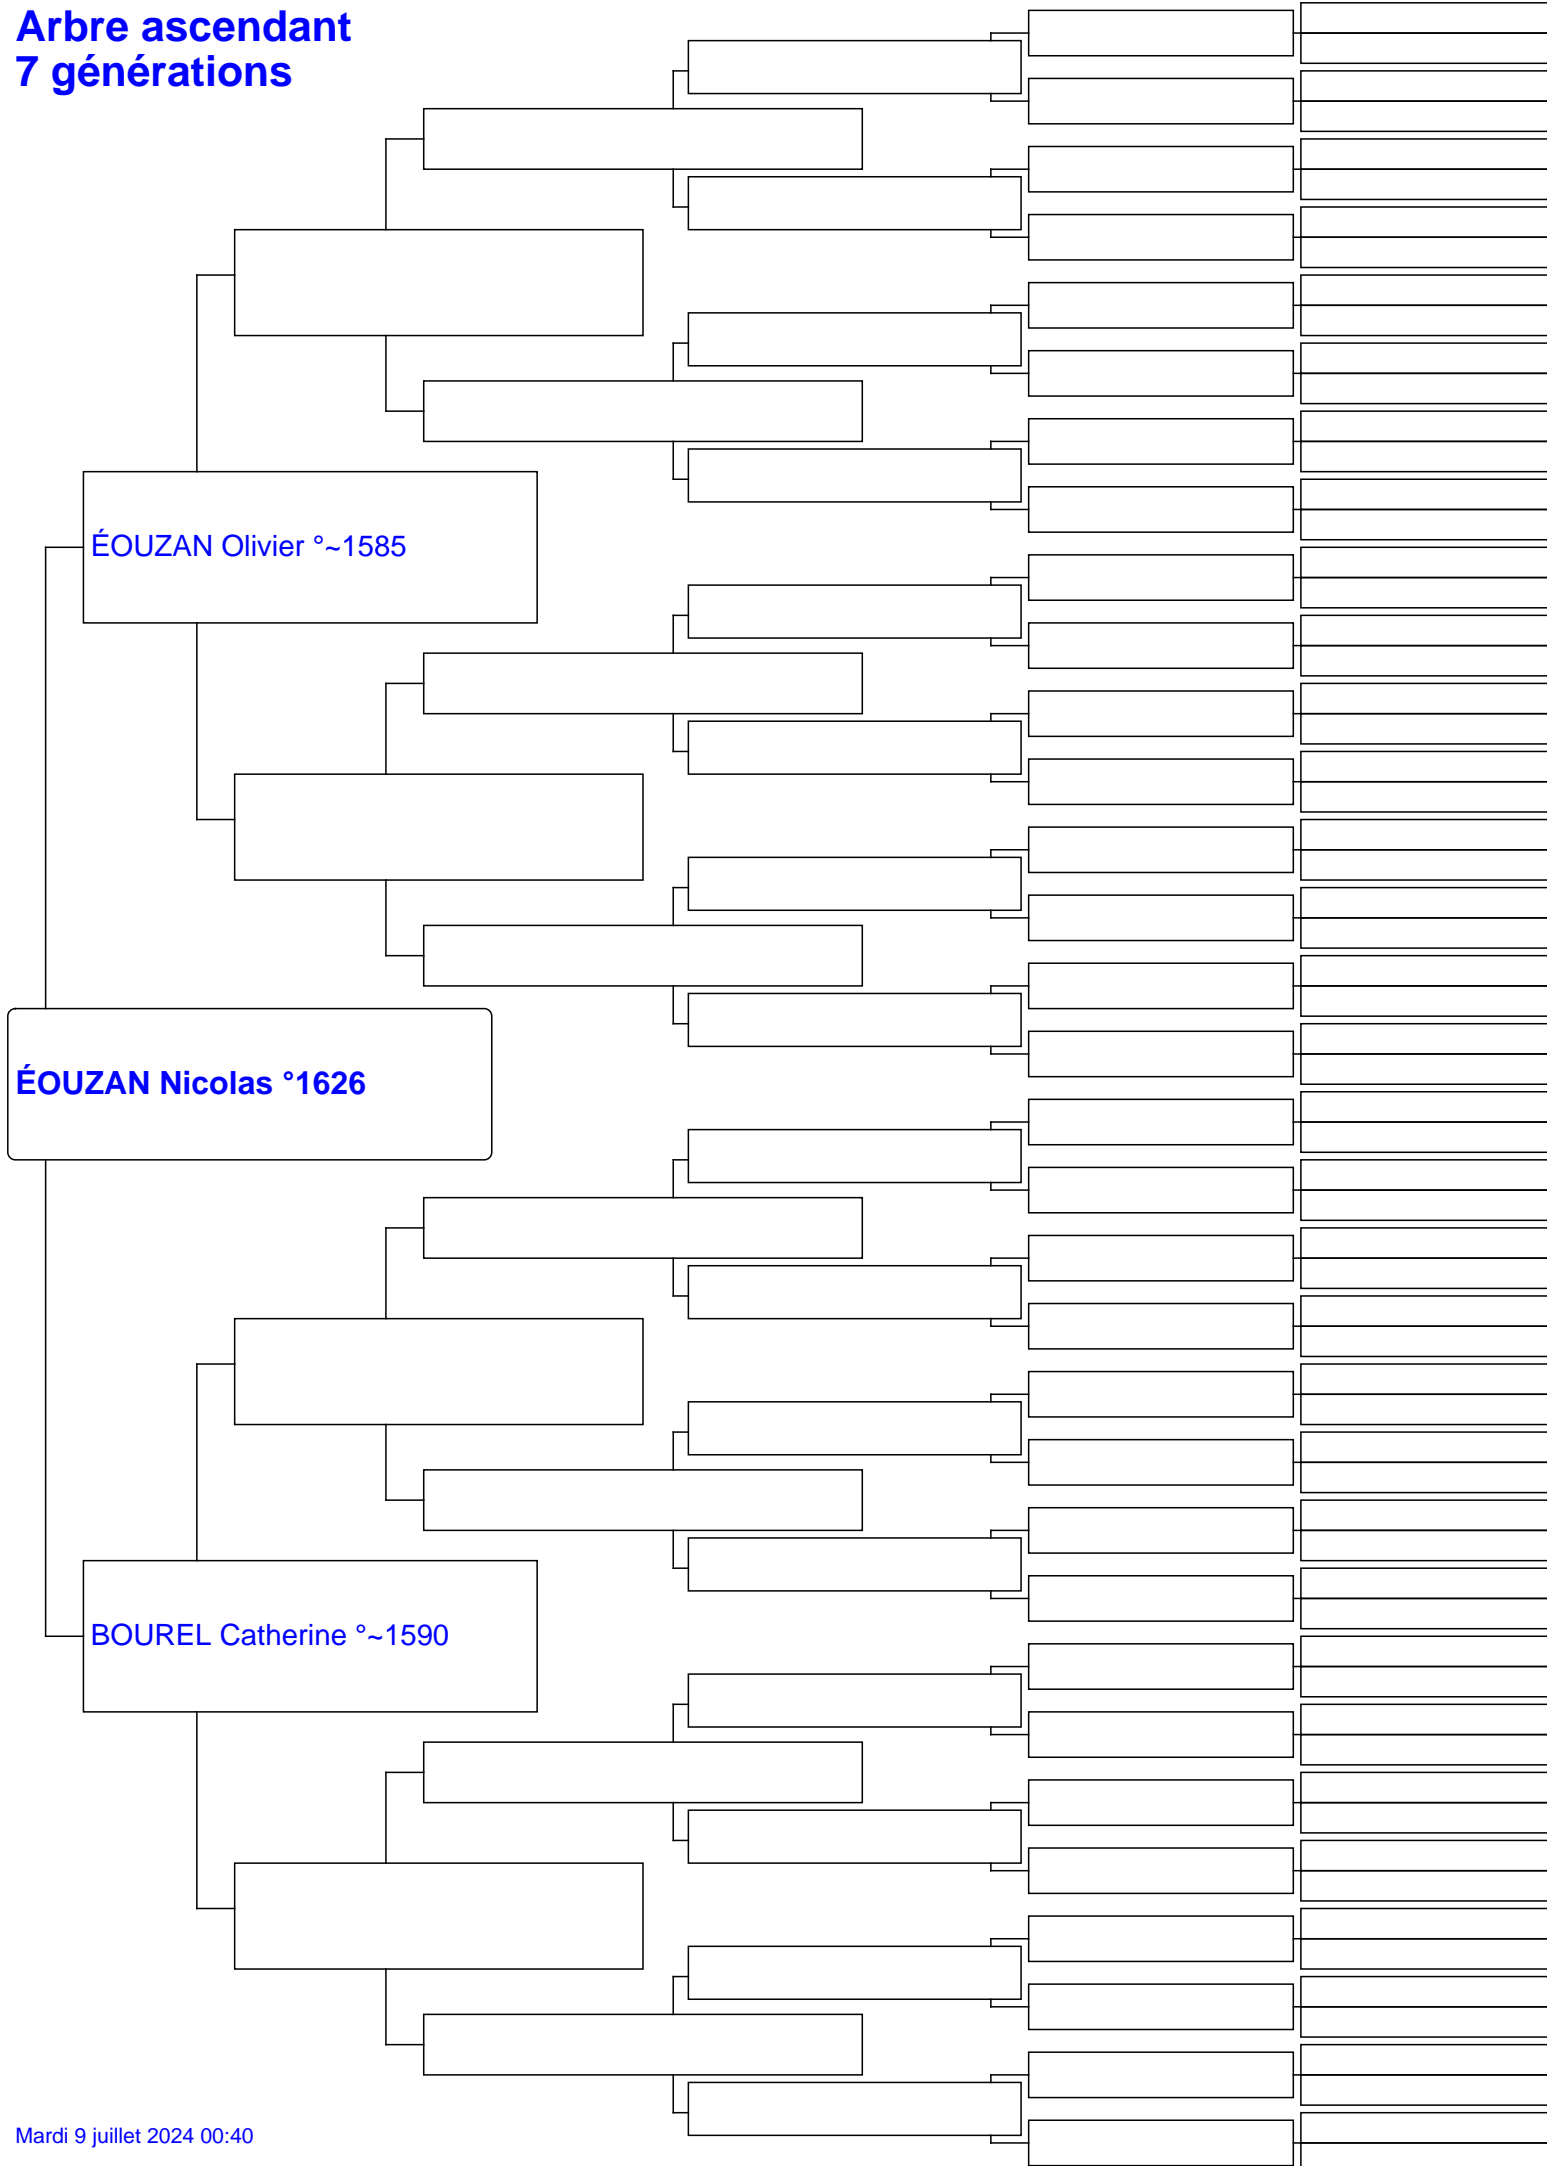 Arbre ascendant
7 générations
ÉOUZAN Olivier °~1585
ÉOUZAN Nicolas °1626
BOUREL Catherine °~1590
Mardi 9 juillet 2024 00:40